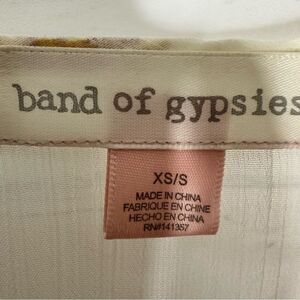 band of gypsies
XS/S
MADE IN CHINA
FABRIQUE EN CHINE
HECHO EN CHINA
RN#141357